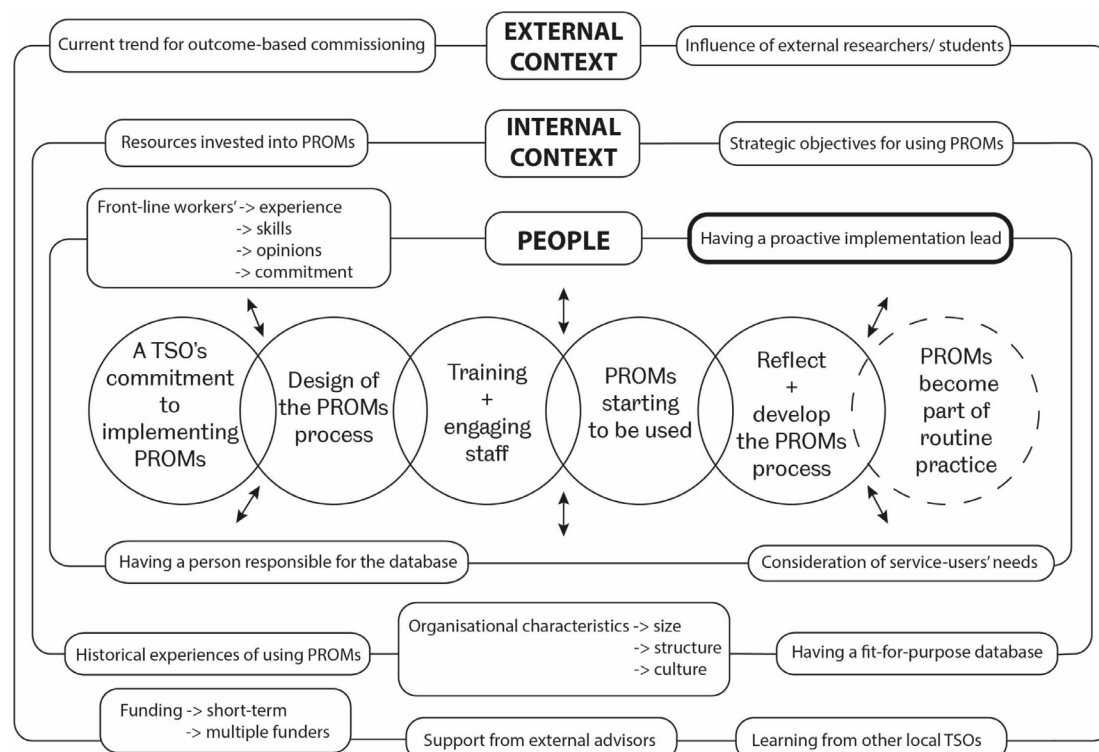 Current trend for outcome-based commissioning
EXTERNAL
CONTEXT
Influence of external researchers/ students
Resources invested into PROMs
INTERNAL
CONTEXT
Strategic objectives for using PROMs
Front-line workers' -> experience
-> skills
-> opinions
-> commitment
PEOPLE
Having a proactive implementation lead
A TSO's
commitment
to
implementing
PROMs
Design of
the PROMs
process
Training
+
engaging
staff
PROMs
starting
to be used
Reflect
+
develop
the PROMs
process
PROMs
become
part of
routine
practice
Having a person responsible for the database
Consideration of service-users' needs
Historical experiences of using PROMs
Organisational characteristics -> size
-> structure
-> culture
Having a fit-for-purpose database
Funding -> short-term
-> multiple funders
Support from external advisors
Learning from other local TSOs